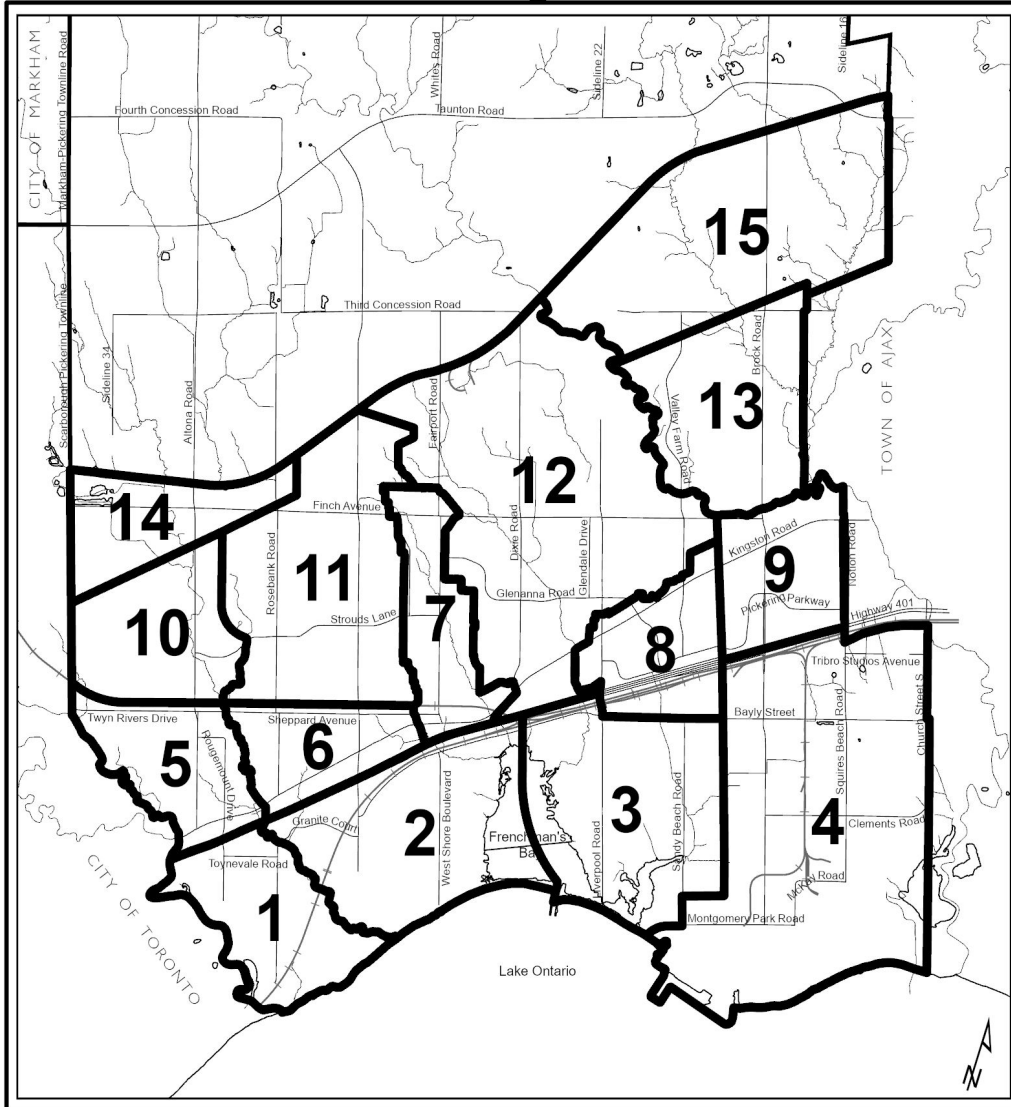 CITY OF MARKHAM
Markham-Pickering Townline Road
Whites Road
Sideline 22
Sideline 16
Fourth Concession Road
Taunton Road
15
Third Concession Road
Scarborough Pickering Townline
Sideline 34
Altona Road
Fairport Road
Brock Road
TOWN OF AJAX
13
Valley Farm Road
12
14
Finch Avenue
Dixie Road
Glendale Drive
Kingston Road
Notion Road
Rosebank Road
11
9
Glenanna Road
Pickering Parkway
Highway 401
10
Strouds Lane
7
8
Tribro Studios Avenue
Twyn Rivers Drive
Sheppard Avenue
Bayly Street
Church Street S
5
6
Rougemount Drive
Squires Beach Road
Granite Court
2
West Shore Boulevard
3
Sandy Beach Road
4
Clements Road
Frenchman's
Bay
Liverpool Road
Toynevale Road
McKay Road
CITY OF TORONTO
1
Montgomery Park Road
Lake Ontario
N